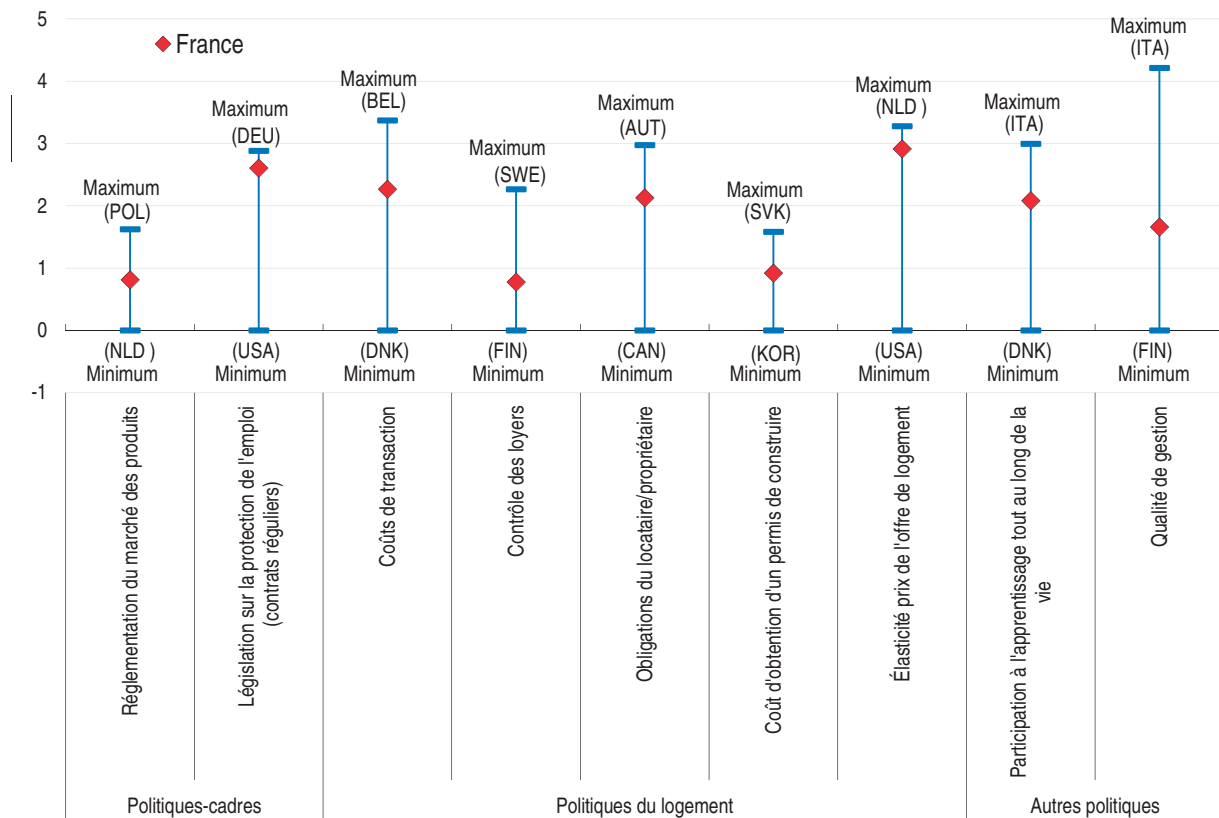 5
4
3
2
1
0
-1
France
Maximum
(POL)
Maximum
(DEU)
Maximum
(BEL)
Maximum
(SWE)
Maximum
(AUT)
Maximum
(SVK)
Maximum
(NLD )
Maximum
(ITA)
Maximum
(ITA)
(NLD )
Minimum
(USA)
Minimum
(DNK)
Minimum
(FIN)
Minimum
(CAN)
Minimum
(KOR)
Minimum
(USA)
Minimum
(DNK)
Minimum
(FIN)
Minimum
Réglementation du marché des produits
Législation sur la protection de l'emploi
(contrats réguliers)
Coûts de transaction
Contrôle des loyers
Obligations du locataire/propriétaire
Coût d'obtention d'un permis de construire
Élasticité prix de l'offre de logement
Participation à l'apprentissage tout au long de la
vie
Qualité de gestion
Politiques-cadres
Politiques du logement
Autres politiques